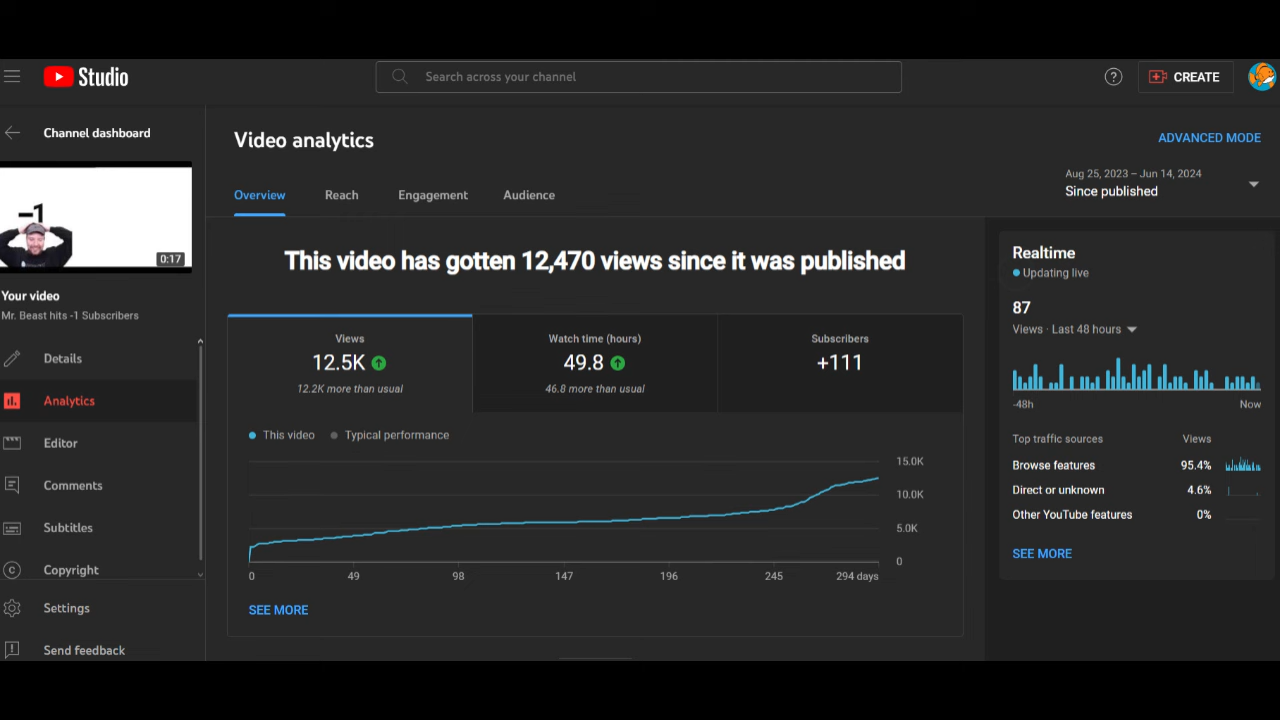 Studio
Search across your channel
?
CREATE
Channel dashboard
−1
0:17
Your video
Mr. Beast hits -1 Subscribers
Details
Analytics
Editor
Comments
Subtitles
Copyright
Settings
Send feedback
Video analytics
ADVANCED MODE
Overview
Reach
Engagement
Audience
Aug 25, 2023 – Jun 14, 2024
Since published
This video has gotten 12,470 views since it was published
Views
12.5K
12.2K more than usual
Watch time (hours)
49.8
46.8 more than usual
Subscribers
+111
This video
Typical performance
15.0K
10.0K
5.0K
0
0 49 98 147 196 245 294 days
SEE MORE
Realtime
Updating live
87
Views · Last 48 hours
-48h Now
Top traffic sources Views
Browse features 95.4%
Direct or unknown 4.6%
Other YouTube features 0%
SEE MORE